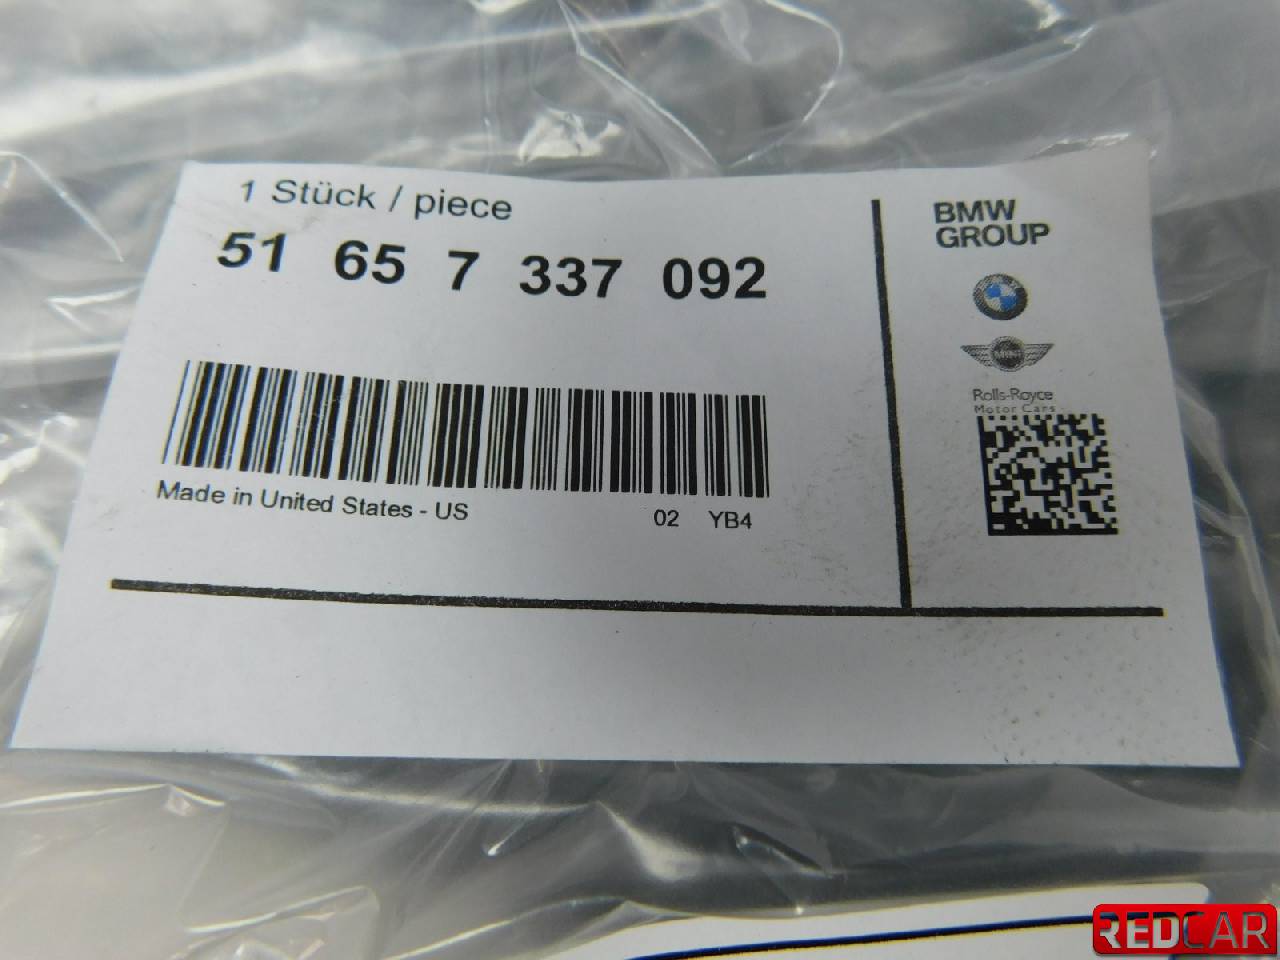 1 Stück / piece
51 65 7 337 092
Made in United States - US
02 YB4
BMW
GROUP
MINI
Rolls-Royce
Motor Cars
REDCAR